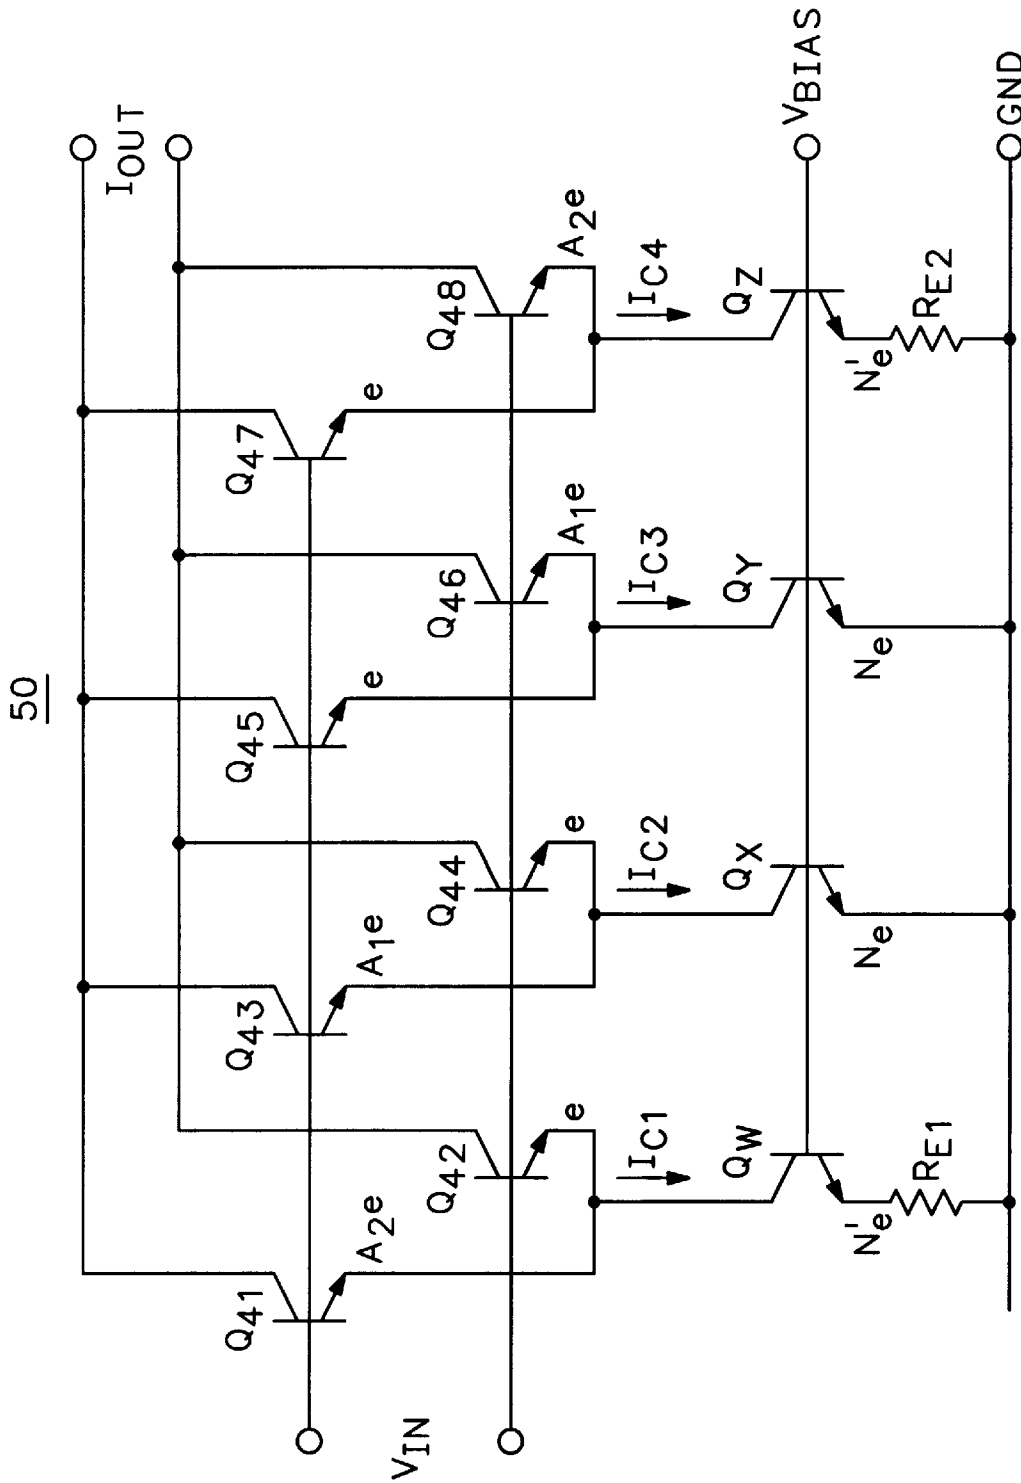 50
I_OUT
Q41
Q42
Q43
Q44
Q45
Q46
Q47
Q48
A2e
e
A1e
e
e
A1e
e
A2e
V_IN
I_C1
I_C2
I_C3
I_C4
Q_W
Q_X
Q_Y
Q_Z
V_BIAS
N'e
Ne
Ne
N'e
R_E1
R_E2
GND